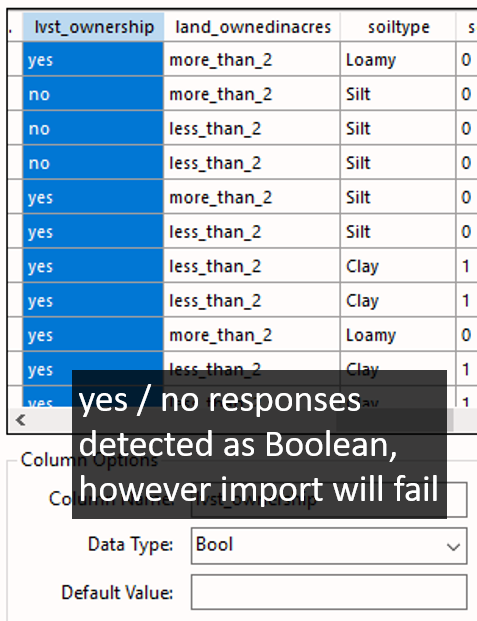 . lvst_ownership land_ownedinacres soiltype s
yes more_than_2 Loamy 0
no more_than_2 Silt 0
no less_than_2 Silt 0
no less_than_2 Silt 0
yes more_than_2 Silt 0
yes less_than_2 Silt 0
yes less_than_2 Clay 1
yes less_than_2 Clay 1
yes more_than_2 Loamy 0
yes less_than_2 Clay 1
yes
yes / no responses
detected as Boolean,
however import will fail
Column Options
Column Name: lvst_ownership
Data Type: Bool
Default Value: